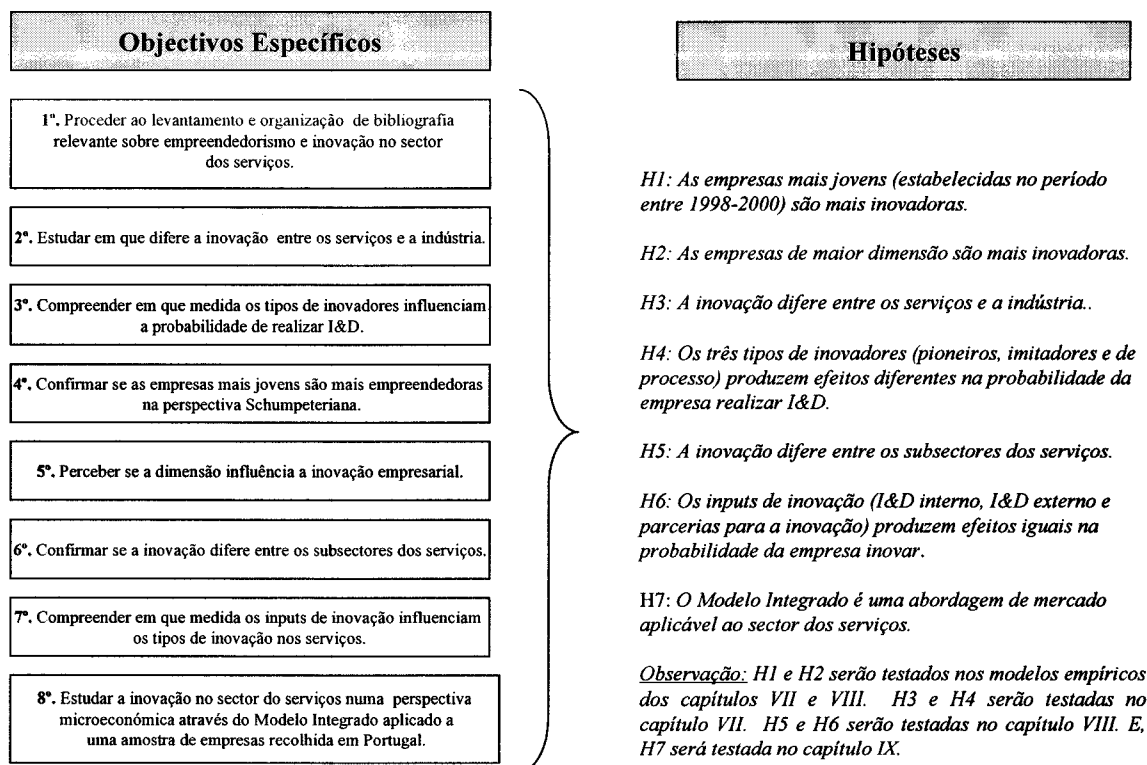 Objectivos Específicos
1º. Proceder ao levantamento e organização de bibliografia
relevante sobre empreendedorismo e inovação no sector
dos serviços.
2º. Estudar em que difere a inovação entre os serviços e a indústria.
3º. Compreender em que medida os tipos de inovadores influenciam
a probabilidade de realizar I&D.
4º. Confirmar se as empresas mais jovens são mais empreendedoras
na perspectiva Schumpeteriana.
5º. Perceber se a dimensão influência a inovação empresarial.
6º. Confirmar se a inovação difere entre os subsectores dos serviços.
7º. Compreender em que medida os inputs de inovação influenciam
os tipos de inovação nos serviços.
8º. Estudar a inovação no sector do serviços numa perspectiva
microeconómica através do Modelo Integrado aplicado a
uma amostra de empresas recolhida em Portugal.
Hipóteses
H1: As empresas mais jovens (estabelecidas no período
entre 1998-2000) são mais inovadoras.
H2: As empresas de maior dimensão são mais inovadoras.
H3: A inovação difere entre os serviços e a indústria..
H4: Os três tipos de inovadores (pioneiros, imitadores e de
processo) produzem efeitos diferentes na probabilidade da
empresa realizar I&D.
H5: A inovação difere entre os subsectores dos serviços.
H6: Os inputs de inovação (I&D interno, I&D externo e
parcerias para a inovação) produzem efeitos iguais na
probabilidade da empresa inovar.
H7: O Modelo Integrado é uma abordagem de mercado
aplicável ao sector dos serviços.
Observação: H1 e H2 serão testados nos modelos empíricos
dos capítulos VII e VIII. H3 e H4 serão testadas no
capítulo VII. H5 e H6 serão testadas no capítulo VIII. E,
H7 será testada no capítulo IX.